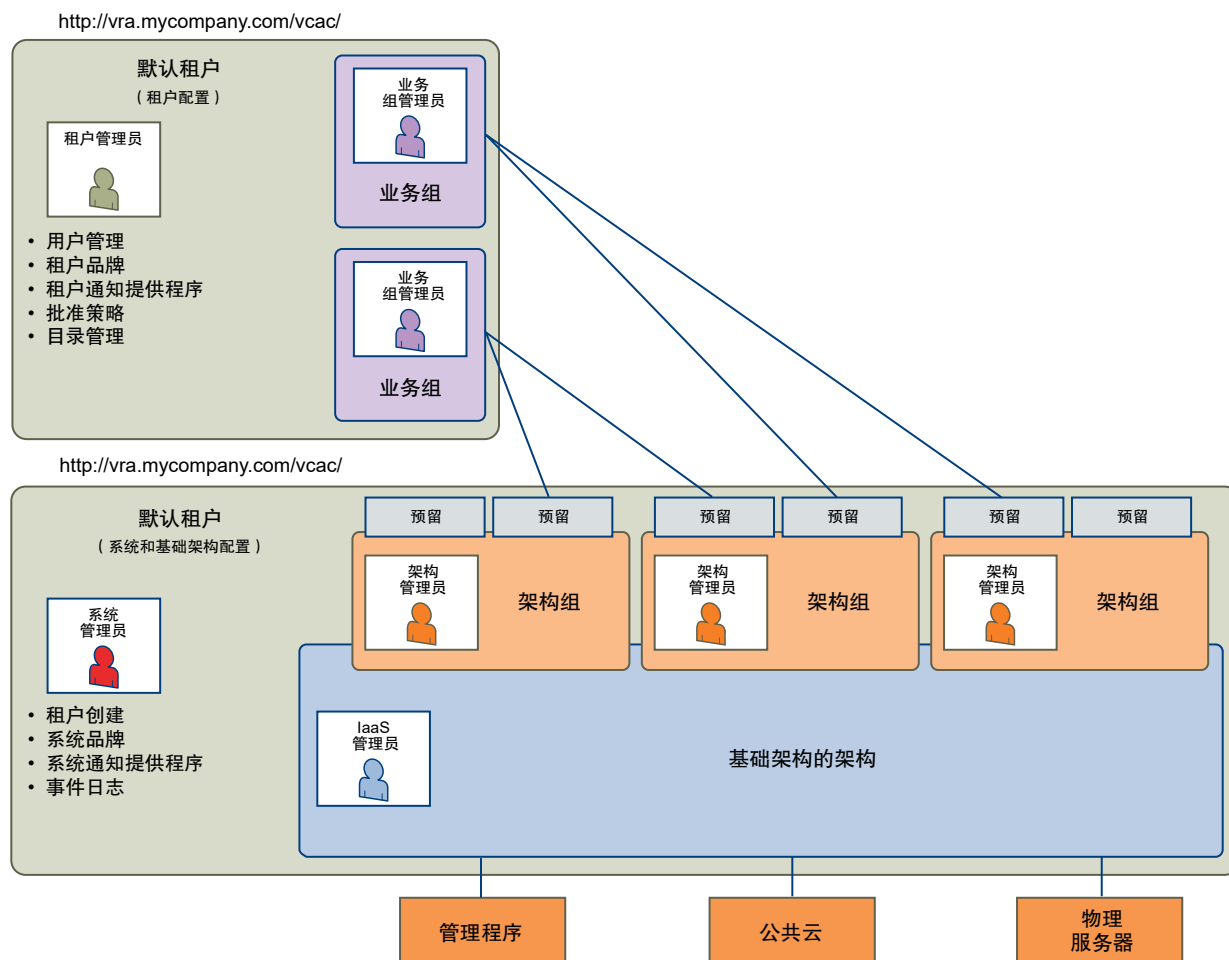 http://vra.mycompany.com/vcac/
默认租户
（租户配置）
租户管理员
• 用户管理
• 租户品牌
• 租户通知提供程序
• 批准策略
• 目录管理
业务
组管理员
业务组
业务
组管理员
业务组
http://vra.mycompany.com/vcac/
默认租户
（系统和基础架构配置）
系统
管理员
• 租户创建
• 系统品牌
• 系统通知提供程序
• 事件日志
预留
预留
预留
预留
预留
预留
架构
管理员
架构组
架构
管理员
架构组
架构
管理员
架构组
IaaS
管理员
基础架构的架构
管理程序
公共云
物理
服务器